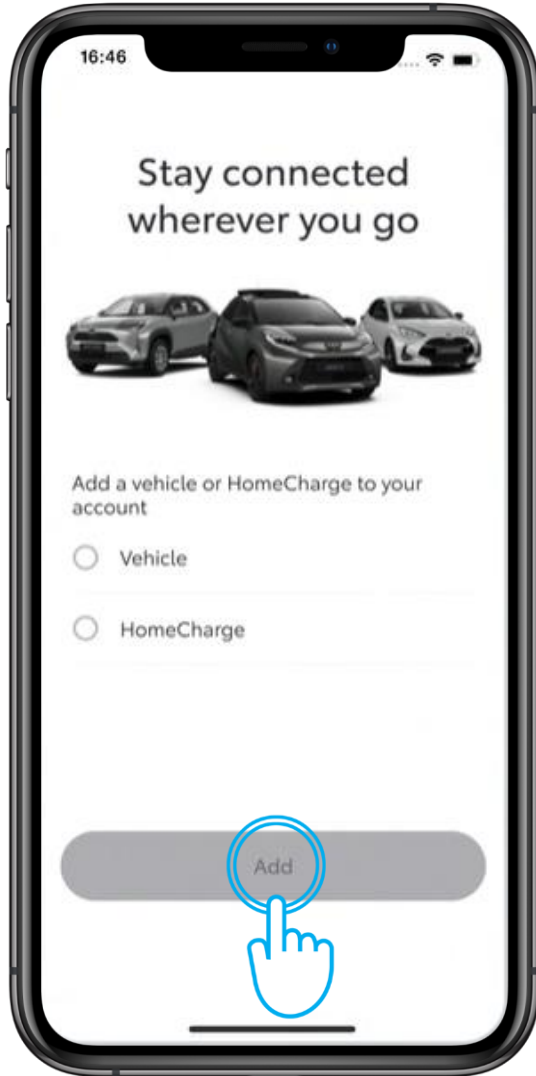 16:46
Stay connected
wherever you go
Add a vehicle or HomeCharge to your
account
Vehicle
HomeCharge
Add